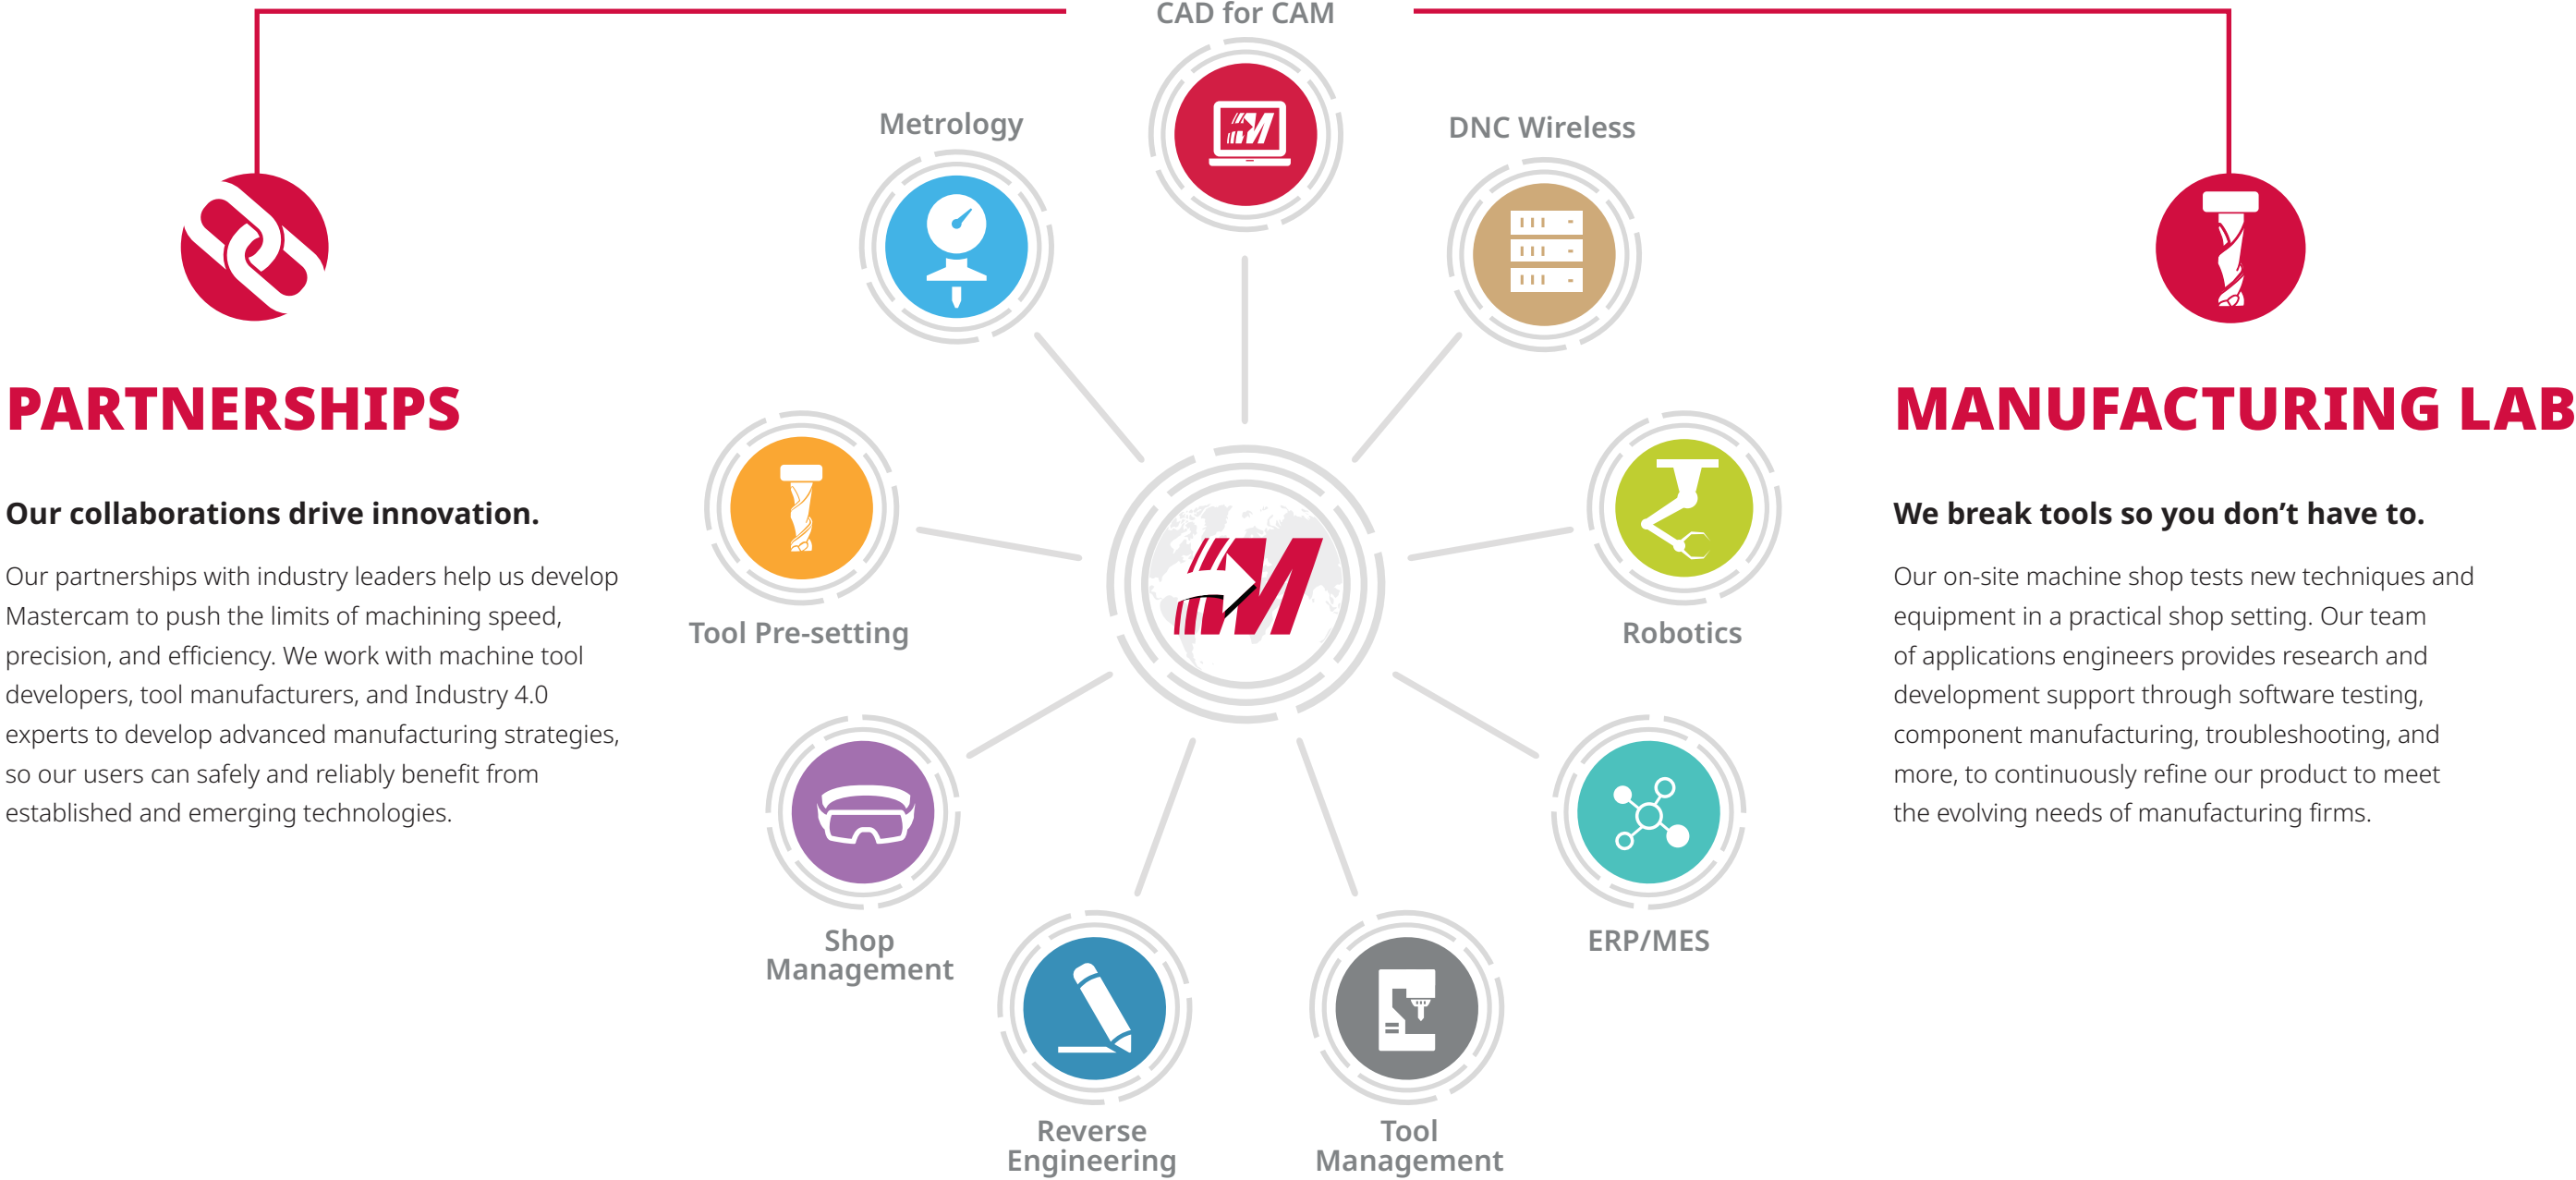 CAD for CAM
Metrology
DNC Wireless
PARTNERSHIPS
Our collaborations drive innovation.
Our partnerships with industry leaders help us develop
Mastercam to push the limits of machining speed,
precision, and efficiency. We work with machine tool
developers, tool manufacturers, and Industry 4.0
experts to develop advanced manufacturing strategies,
so our users can safely and reliably benefit from
established and emerging technologies.
Tool Pre-setting
Robotics
Shop
Management
ERP/MES
Reverse
Engineering
Tool
Management
MANUFACTURING LAB
We break tools so you don’t have to.
Our on-site machine shop tests new techniques and
equipment in a practical shop setting. Our team
of applications engineers provides research and
development support through software testing,
component manufacturing, troubleshooting, and
more, to continuously refine our product to meet
the evolving needs of manufacturing firms.